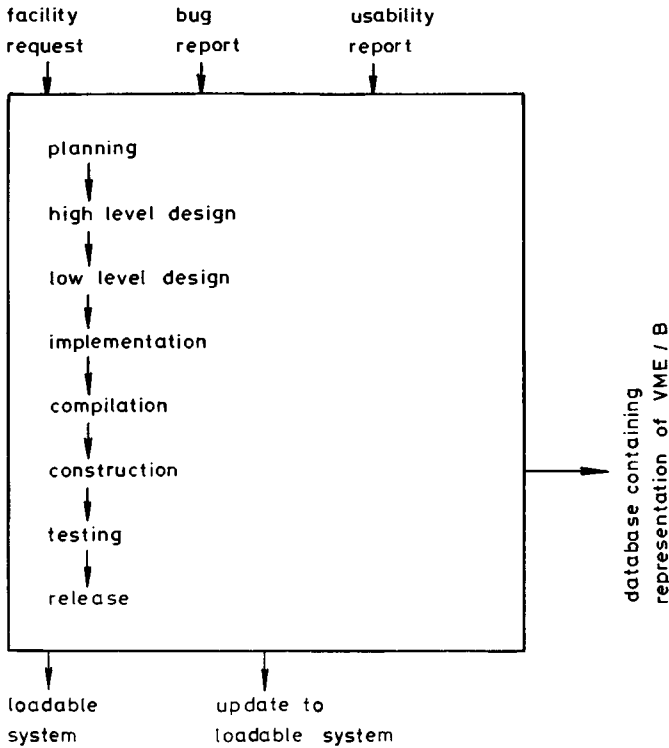 facility
request
bug
report
usability
report
planning
high level design
low level design
implementation
compilation
construction
testing
release
database containing
representation of VME / B
loadable
system
update to
loadable system